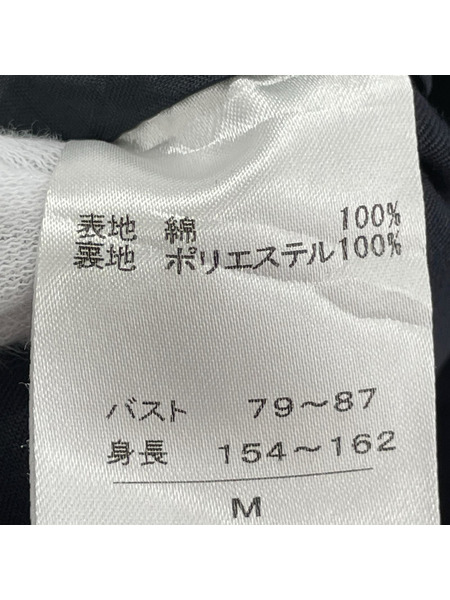 表地 綿 100%
裏地 ポリエステル100%
バスト 79～87
身長 154～162
M